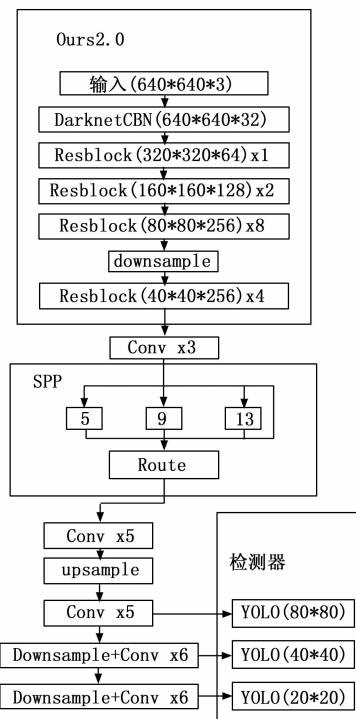 Ours2.0
输入(640*640*3)
DarknetCBN(640*640*32)
Resblock(320*320*64)x1
Resblock(160*160*128)x2
Resblock(80*80*256)x8
downsample
Resblock(40*40*256)x4
Conv x3
SPP
5 9 13
Route
Conv x5
upsample
检测器
Conv x5 YOLO(80*80)
Downsample+Conv x6 YOLO(40*40)
Downsample+Conv x6 YOLO(20*20)